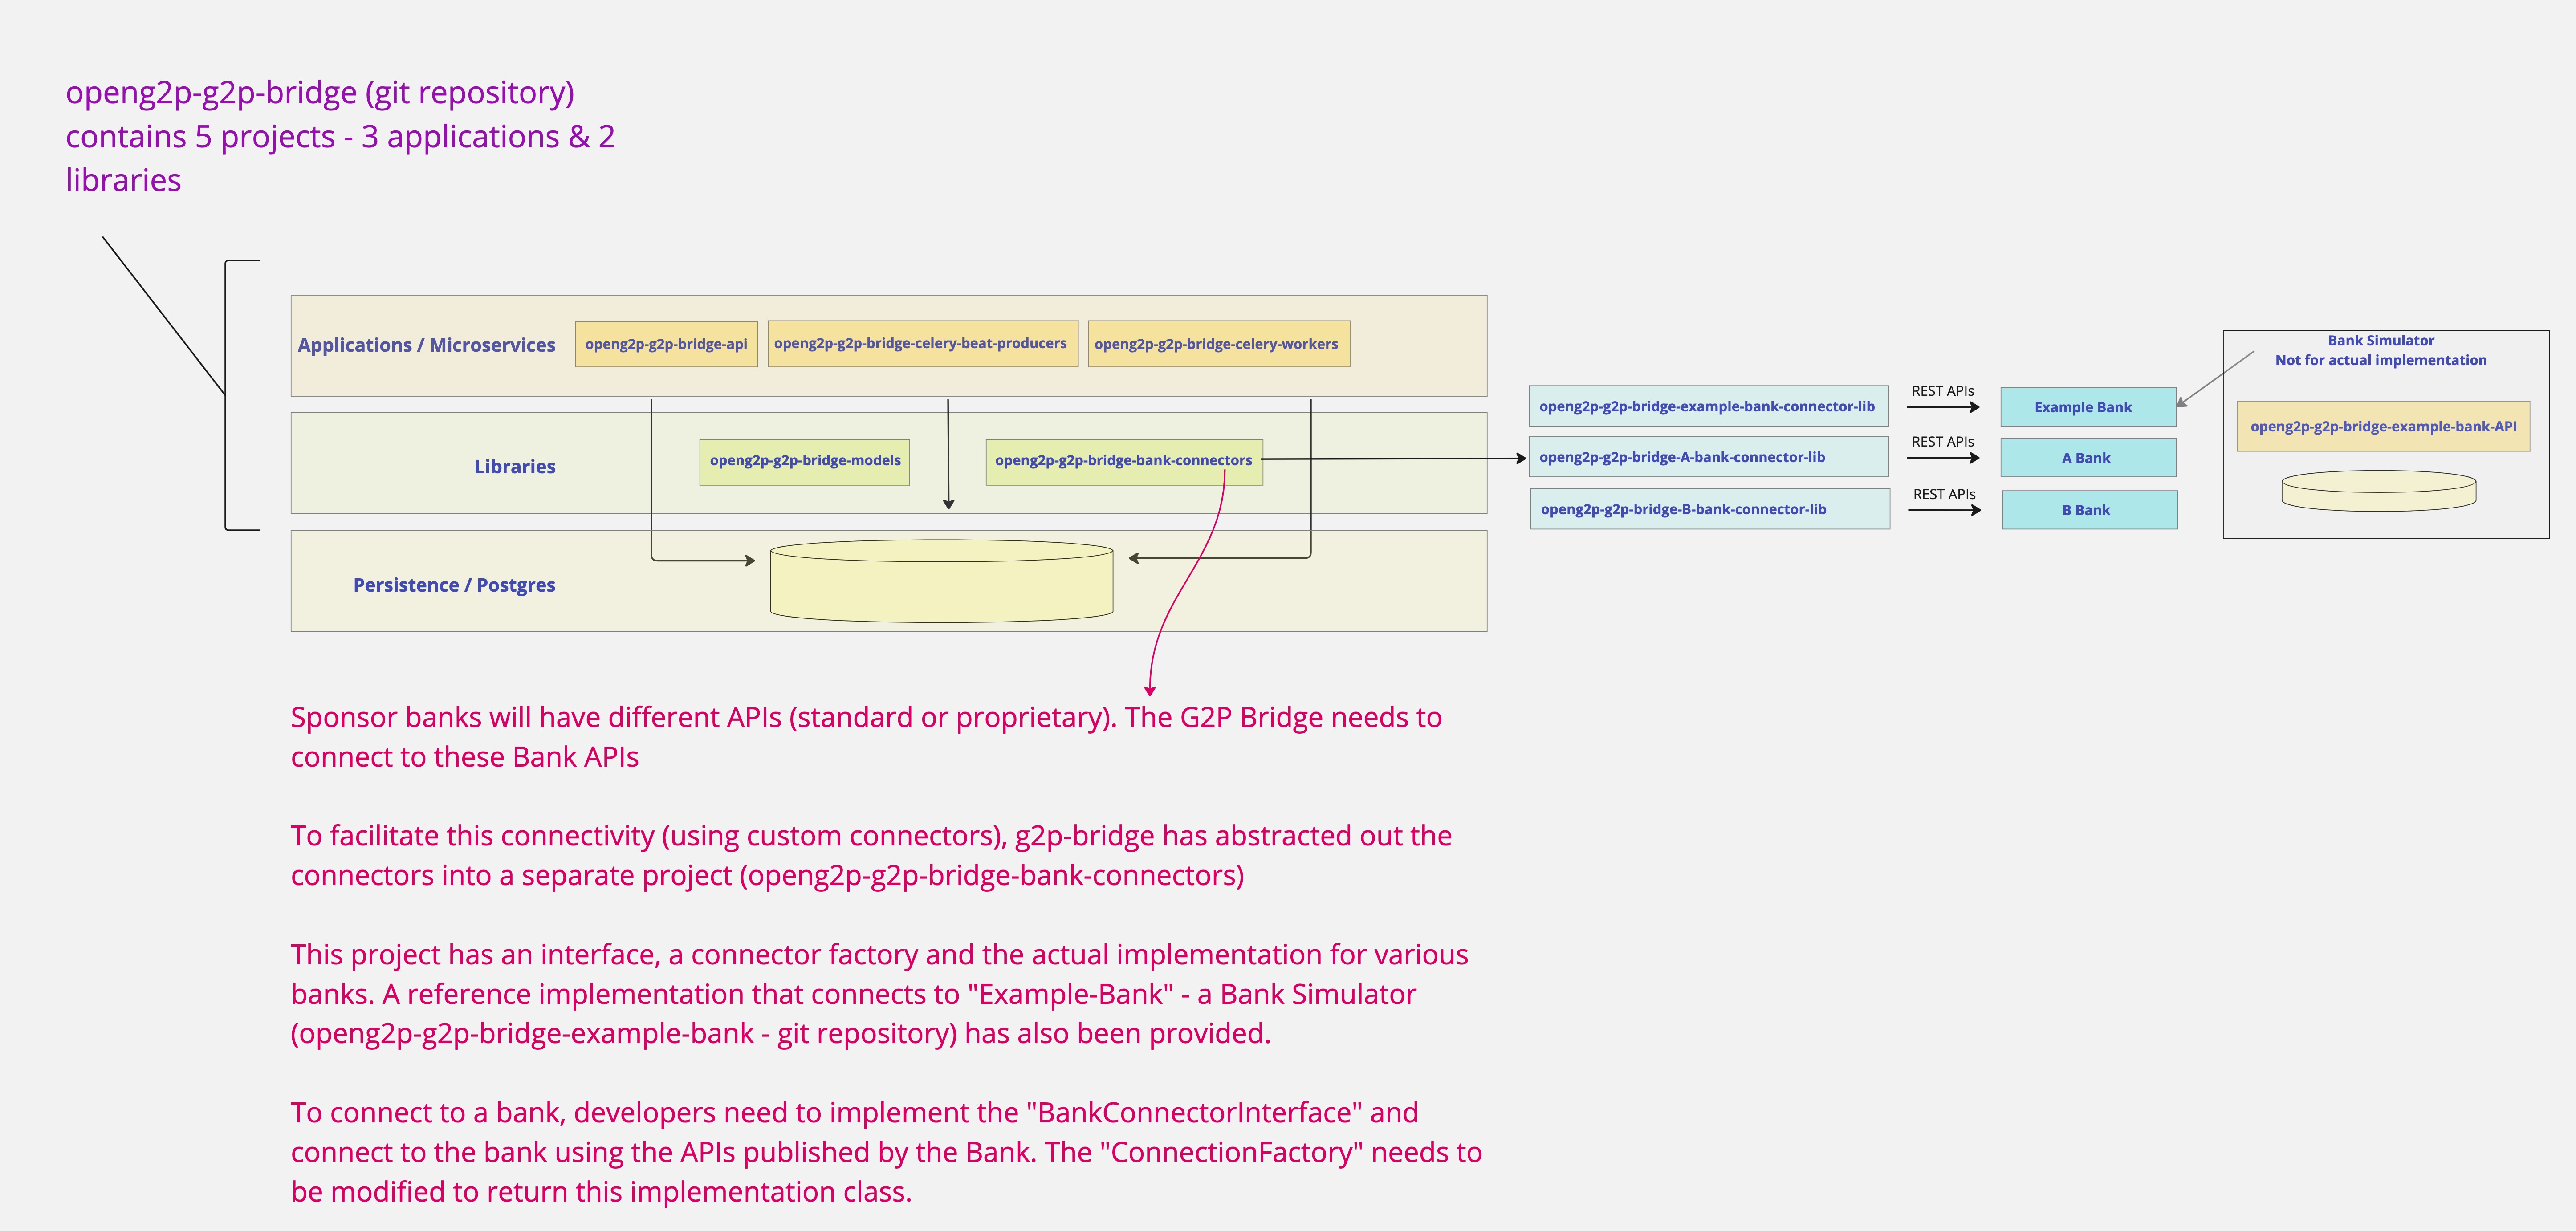 openg2p-g2p-bridge (git repository)
contains 5 projects - 3 applications & 2
libraries
Applications / Microservices
openg2p-g2p-bridge-api
openg2p-g2p-bridge-celery-beat-producers
openg2p-g2p-bridge-celery-workers
Libraries
openg2p-g2p-bridge-models
openg2p-g2p-bridge-bank-connectors
Persistence / Postgres
openg2p-g2p-bridge-example-bank-connector-lib
REST APIs
Example Bank
openg2p-g2p-bridge-A-bank-connector-lib
REST APIs
A Bank
openg2p-g2p-bridge-B-bank-connector-lib
REST APIs
B Bank
Bank Simulator
Not for actual implementation
openg2p-g2p-bridge-example-bank-API
Sponsor banks will have different APIs (standard or proprietary). The G2P Bridge needs to
connect to these Bank APIs
To facilitate this connectivity (using custom connectors), g2p-bridge has abstracted out the
connectors into a separate project (openg2p-g2p-bridge-bank-connectors)
This project has an interface, a connector factory and the actual implementation for various
banks. A reference implementation that connects to "Example-Bank" - a Bank Simulator
(openg2p-g2p-bridge-example-bank - git repository) has also been provided.
To connect to a bank, developers need to implement the "BankConnectorInterface" and
connect to the bank using the APIs published by the Bank. The "ConnectionFactory" needs to
be modified to return this implementation class.